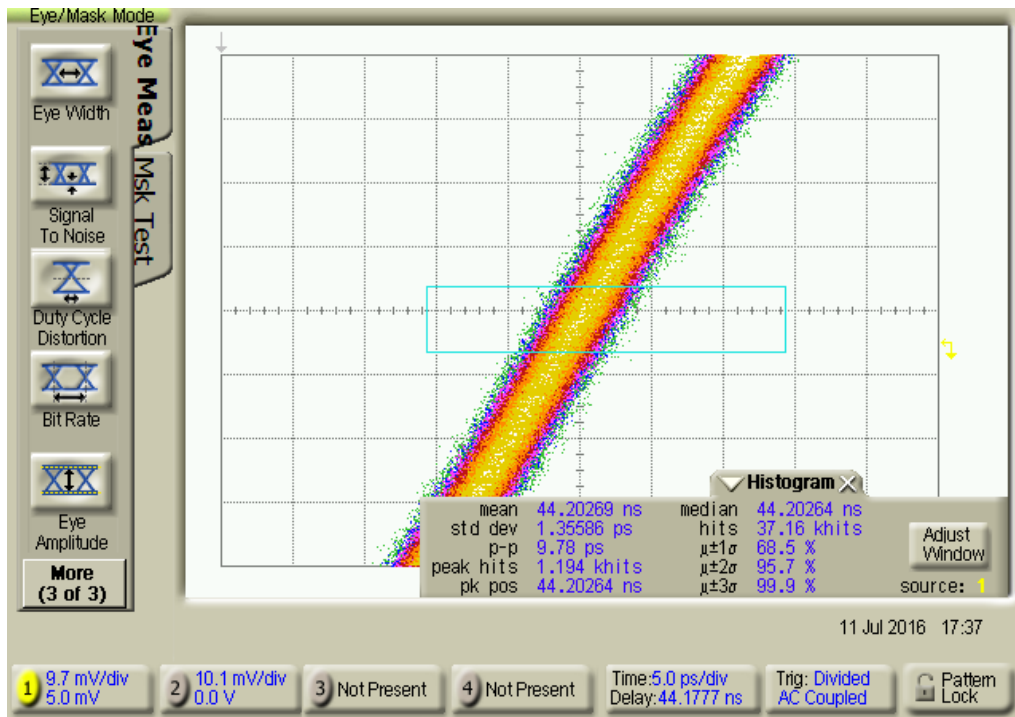 Eye/Mask Mode
Eye Meas
Msk Test
Eye Width
Signal
To Noise
Duty Cycle
Distortion
Bit Rate
Eye
Amplitude
More
(3 of 3)
Histogram
mean 44.20269 ns median 44.20264 ns
std dev 1.35586 ps hits 37.16 khits
p-p 9.78 ps µ±1σ 68.5 %
peak hits 1.194 khits µ±2σ 95.7 %
pk pos 44.20264 ns µ±3σ 99.9 %
Adjust
Window
source: 1
11 Jul 2016 17:37
1 9.7 mV/div
5.0 mV
2 10.1 mV/div
0.0 V
3 Not Present
4 Not Present
Time:5.0 ps/div
Delay:44.1777 ns
Trig: Divided
AC Coupled
Pattern
Lock